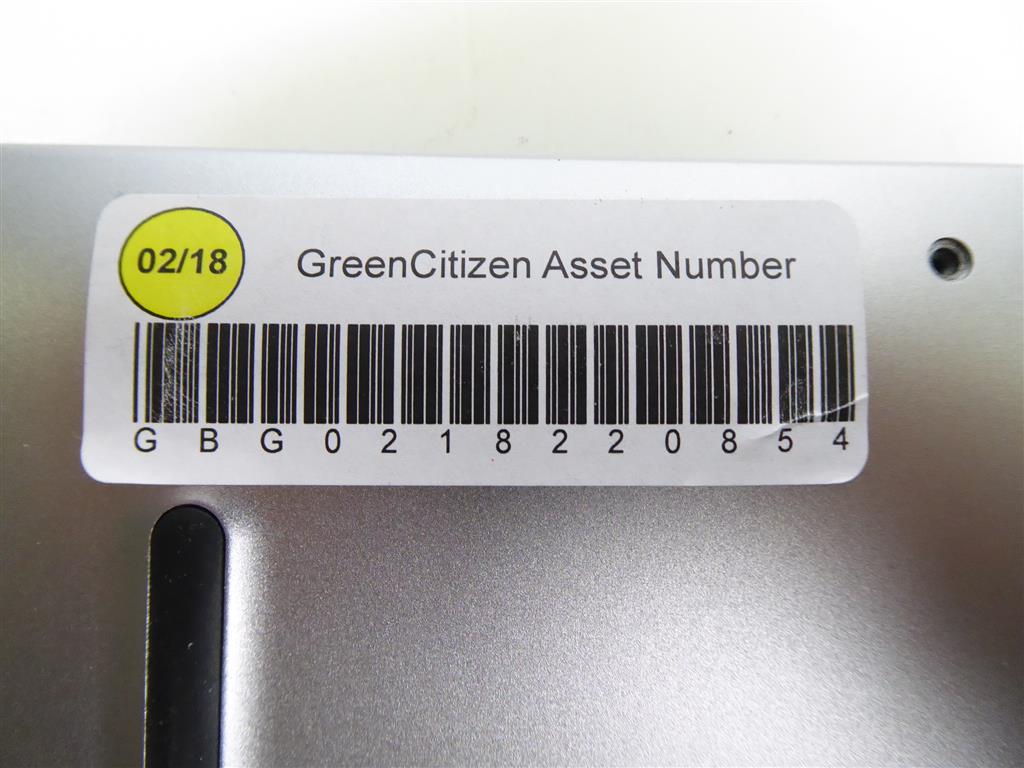 02/18 GreenCitizen Asset Number
G B G 0 2 1 8 2 2 0 8 5 4